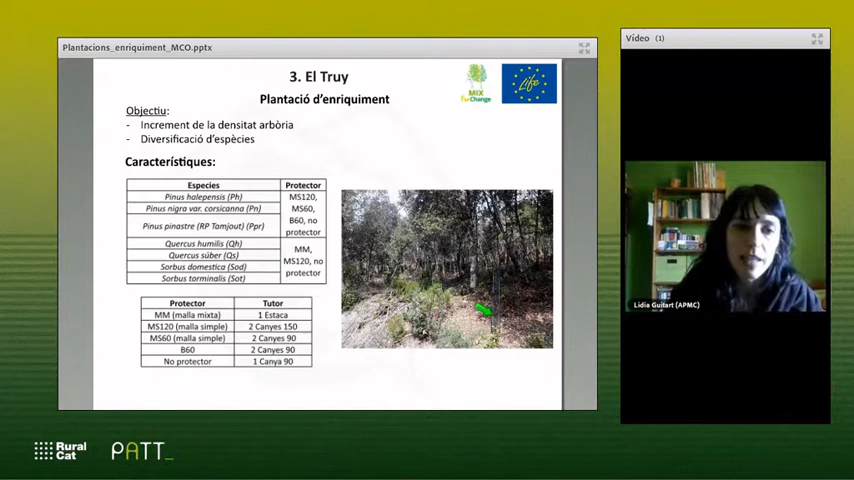 Plantacions_enriquiment_MCO.pptx
Vídeo (1)
3. El Truy
Plantació d'enriquiment
MIX
ForChange
Life
Objectiu:
- Increment de la densitat arbòria
- Diversificació d'espècies
Característiques:
Especies Protector
Pinus halepensis (Ph)
Pinus nigra var. corsicanna (Pn)
Pinus pinastre (RP Tamjout) (Ppr)
MS120,
MS60,
B60, no
protector
Quercus humilis (Qh)
Quercus súber (Qs)
Sorbus domestica (Sod)
Sorbus torminalis (Sot)
MM,
MS120, no
protector
Protector Tutor
MM (malla mixta) 1 Estaca
MS120 (malla simple) 2 Canyes 150
MS60 (malla simple) 2 Canyes 90
B60 2 Canyes 90
No protector 1 Canya 90
Lidia Guitart (APMC)
Rural
Cat
PATT_